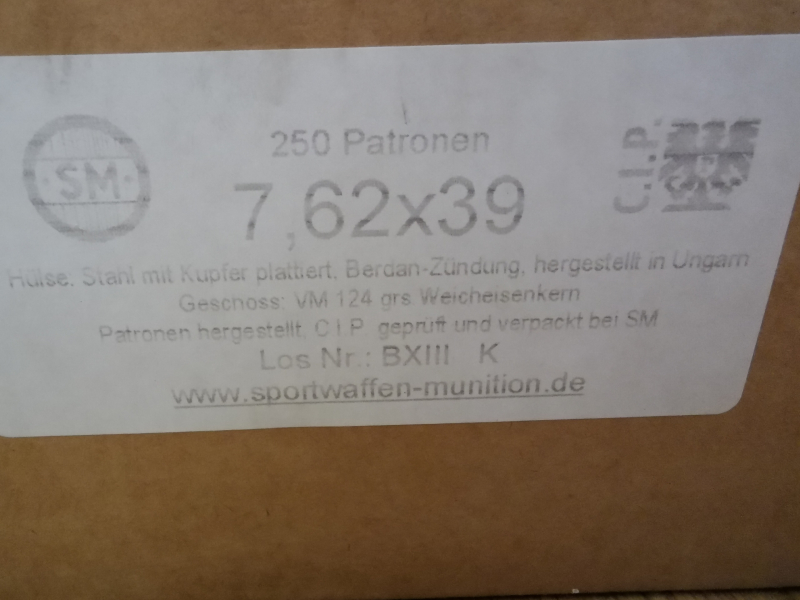 250 Patronen
SM
7,62x39
C.I.P.
Hülse: Stahl mit Kupfer plattiert, Berdan-Zündung, hergestellt in Ungarn
Geschoss: VM 124 grs Weicheisenkern
Patronen hergestellt, C.I.P. geprüft und verpackt bei SM
Los Nr.: BXIII K
www.sportwaffen-munition.de